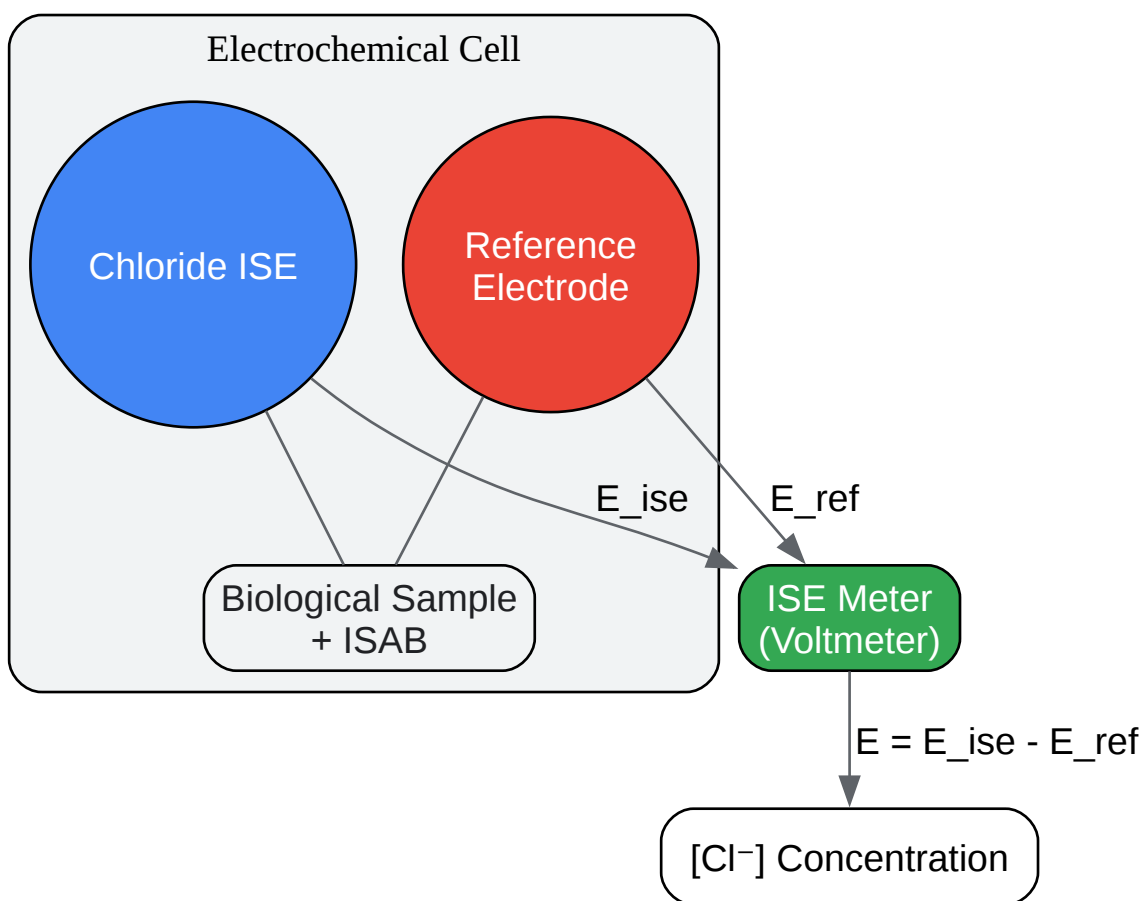 Electrochemical Cell
Chloride ISE
Reference
Electrode
E_ise
E_ref
Biological Sample
+ ISAB
ISE Meter
(Voltmeter)
E = E_ise - E_ref
[Cl⁻] Concentration